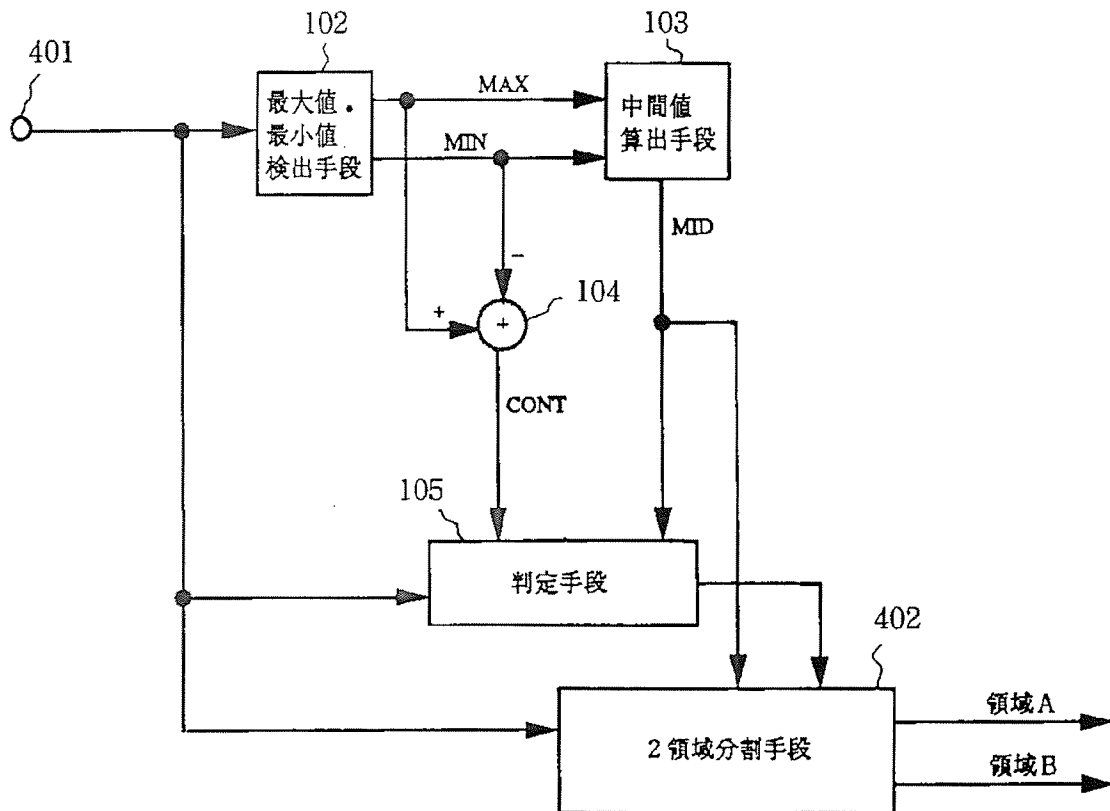 401
102
最大値・
最小値
検出手段
MAX
MIN
103
中間値
算出手段
MID
−
+
+
104
CONT
105
判定手段
402
2領域分割手段
領域A
領域B